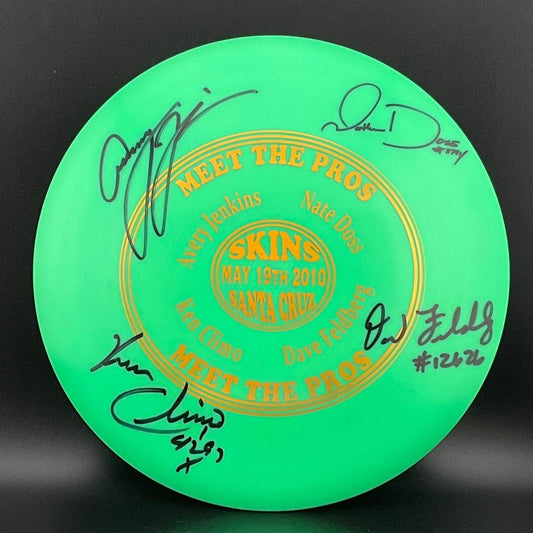 MEET THE PROS
Avery Jenkins
Nate Doss
SKINS
MAY 19TH 2010
SANTA CRUZ
Ken Climo
Dave Feldberg
MEET THE PROS
Doss
#12626